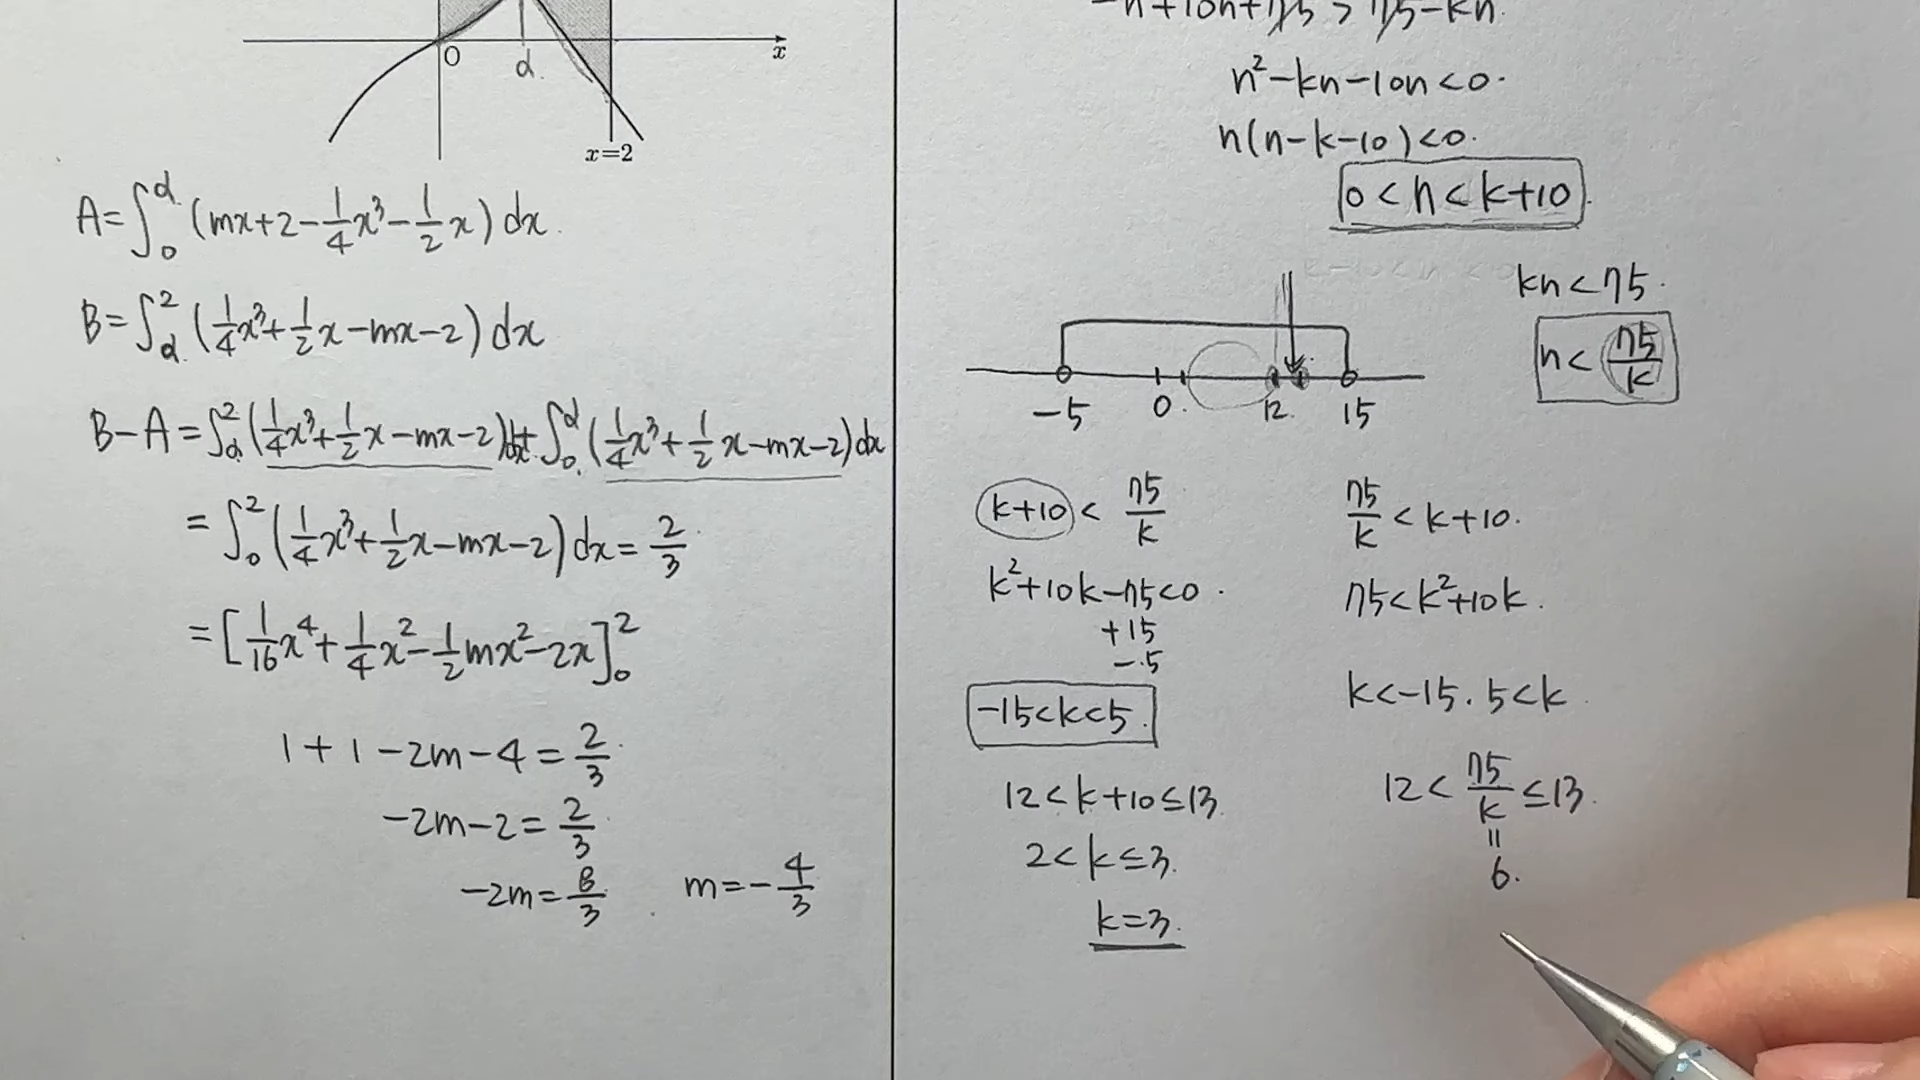 O
α
x
x=2
A=∫₀^α (mx+2-1/4x³-1/2x)dx
B=∫_α^2 (1/4x³+1/2x-mx-2)dx
B-A=∫_α^2 (1/4x³+1/2x-mx-2)dx+∫₀^α (1/4x³+1/2x-mx-2)dx
=∫₀^2 (1/4x³+1/2x-mx-2)dx=2/3
=[1/16x⁴+1/4x²-1/2mx²-2x]₀^2
1+1-2m-4=2/3
-2m-2=2/3
-2m=8/3 m=-4/3
n²-kn-10n<0
n(n-k-10)<0
0<n<k+10
kn<75
n<75/k
-5 0 12 15
k+10<75/k
k²+10k-75<0
+15
-5
-15<k<5
12<k+10≤13
2<k≤3
k=3
75/k<k+10
75<k²+10k
k<-15. 5<k
12<75/k≤13
=
6